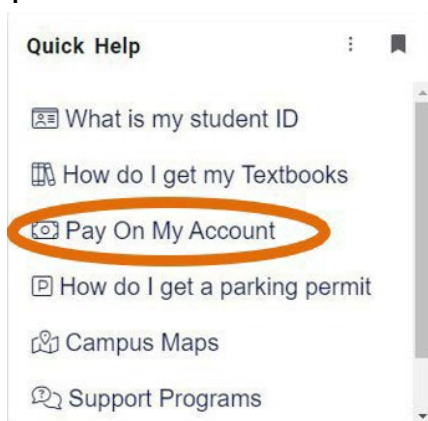 Quick Help
What is my student ID
How do I get my Textbooks
Pay On My Account
P How do I get a parking permit
Campus Maps
Support Programs